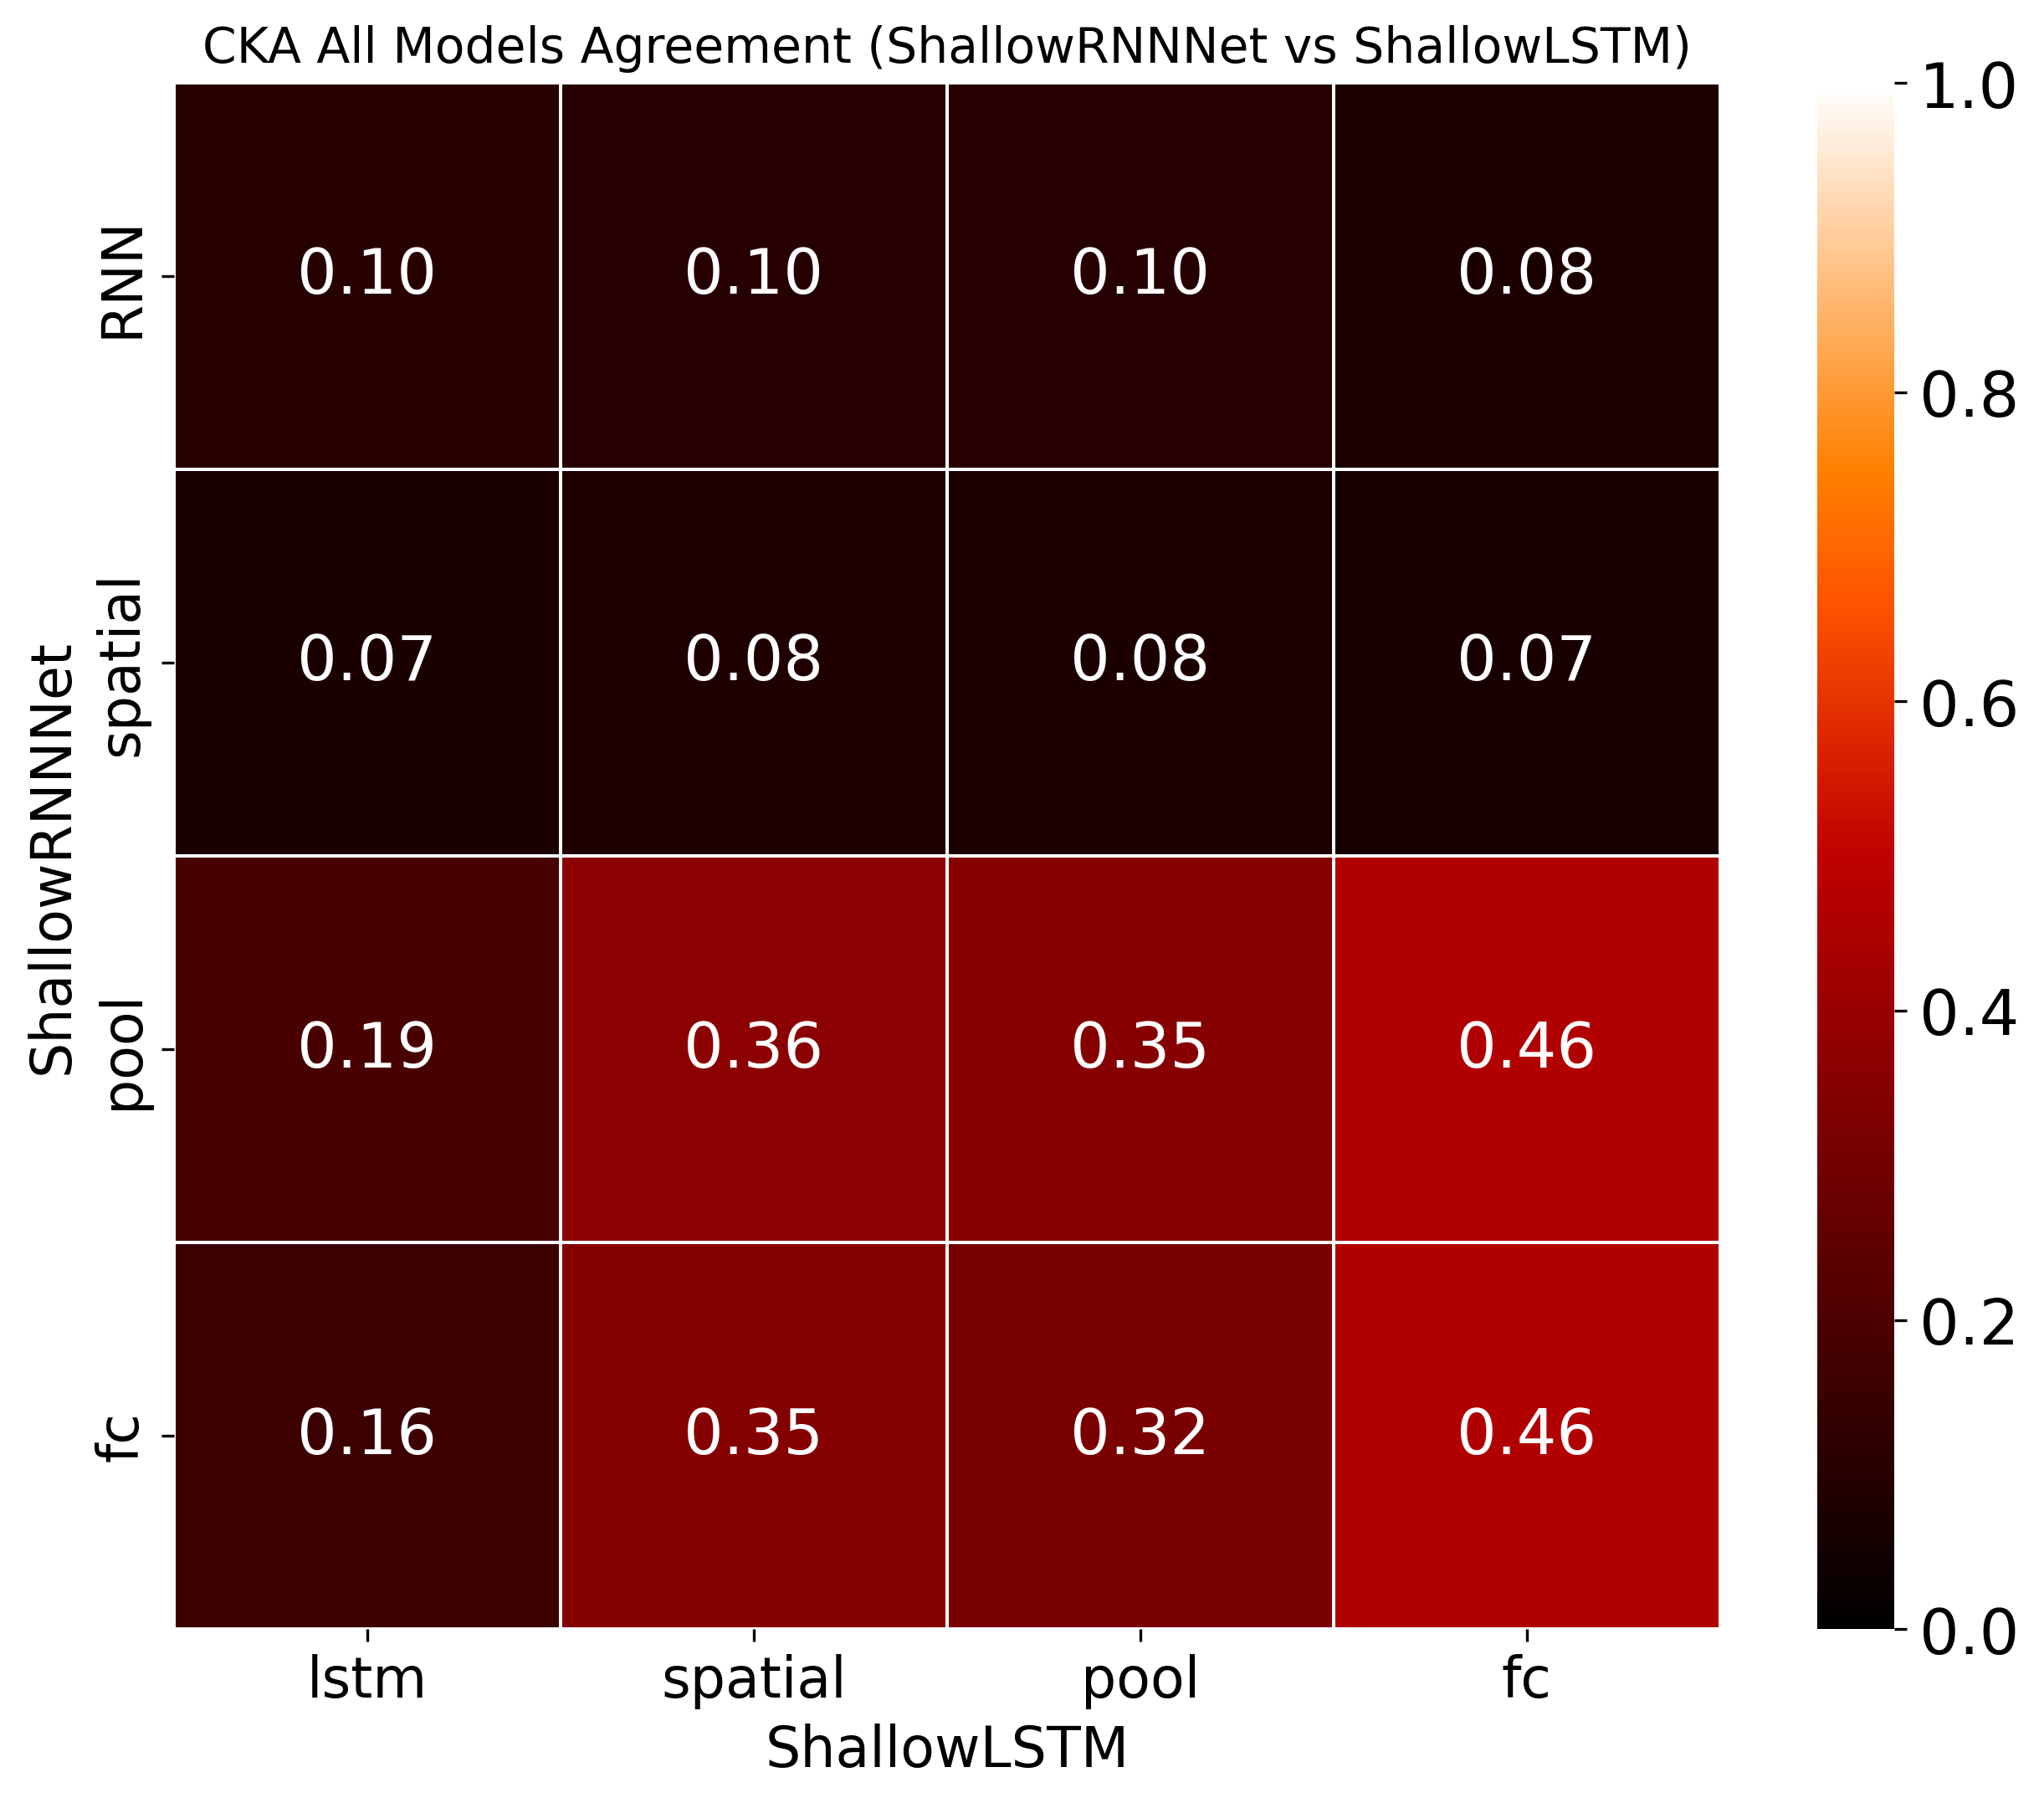 CKA All Models Agreement (ShallowRNNNet vs ShallowLSTM)
ShallowRNNNet
RNN
0.10 0.10 0.10 0.08
spatial
0.07 0.08 0.08 0.07
pool
0.19 0.36 0.35 0.46
fc
0.16 0.35 0.32 0.46
lstm spatial pool fc
ShallowLSTM
1.0
0.8
0.6
0.4
0.2
0.0